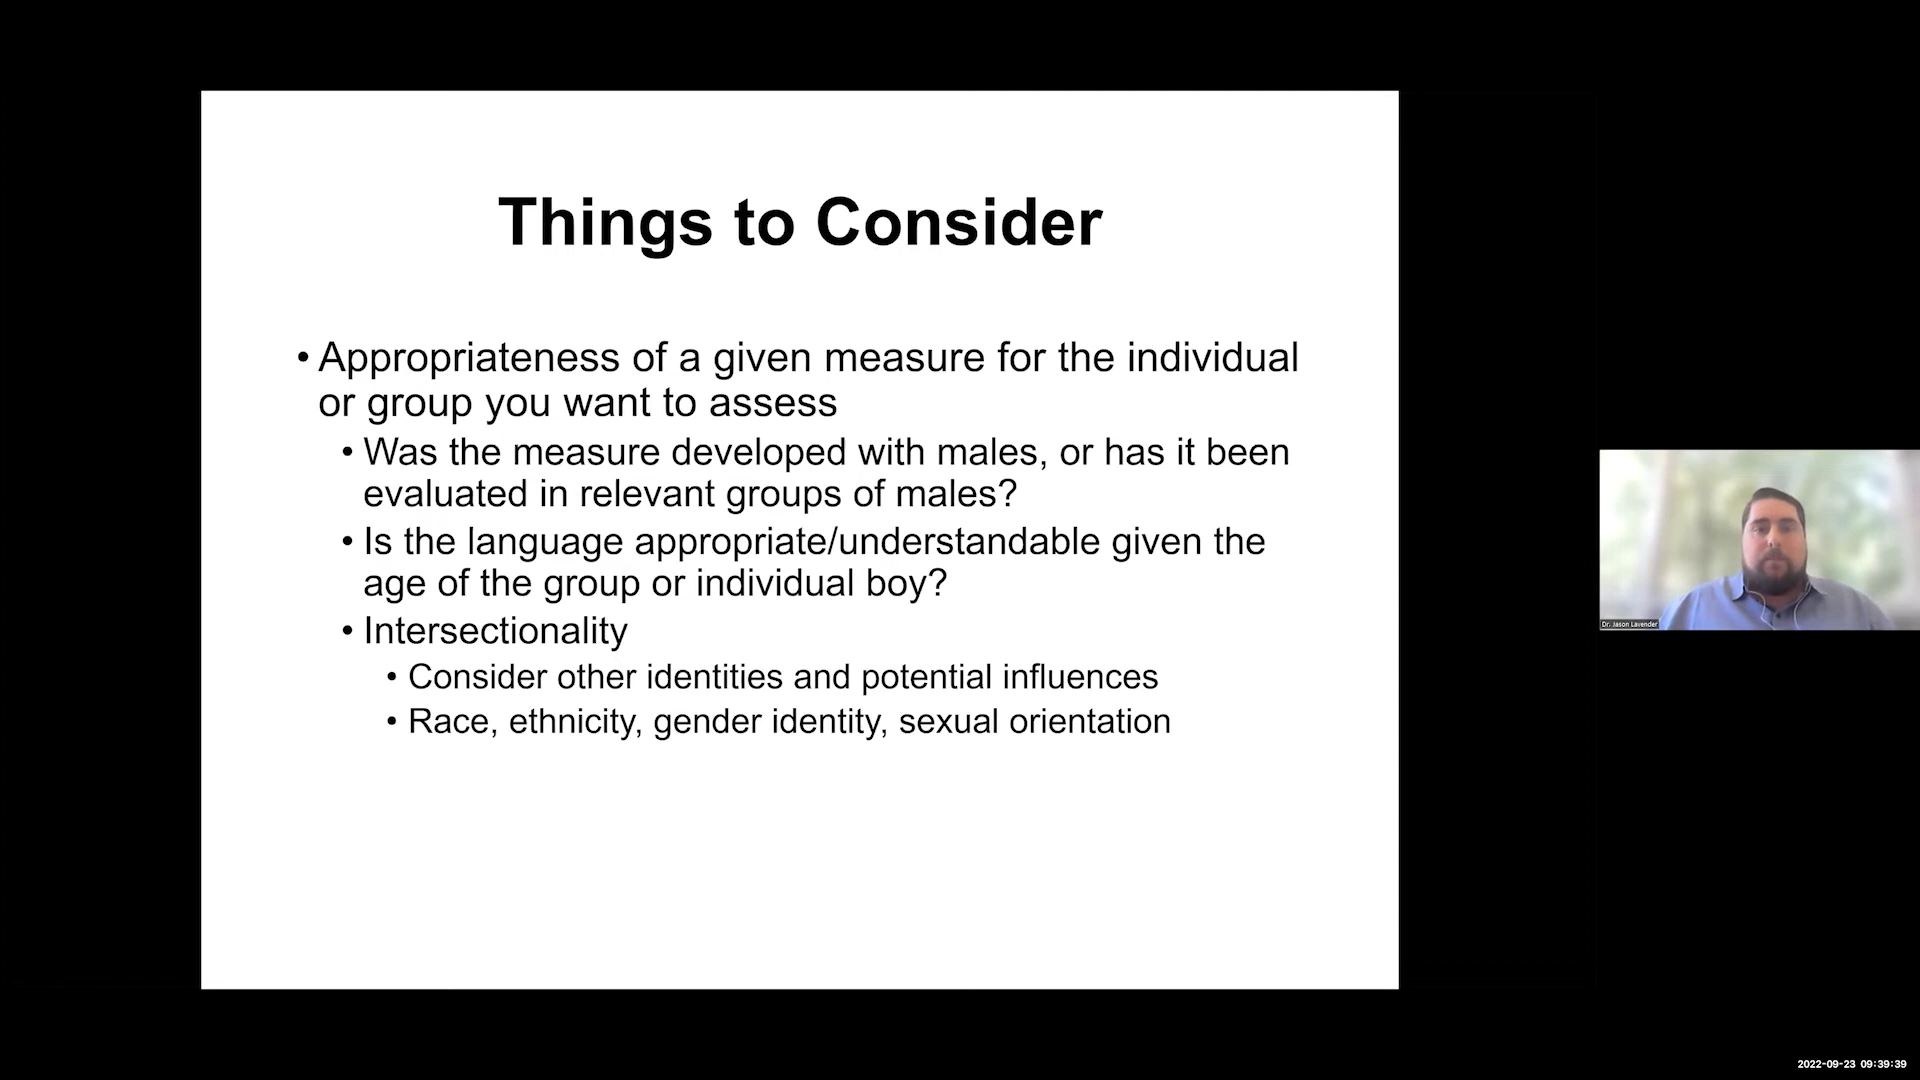 Things to Consider
• Appropriateness of a given measure for the individual
or group you want to assess
• Was the measure developed with males, or has it been
evaluated in relevant groups of males?
• Is the language appropriate/understandable given the
age of the group or individual boy?
• Intersectionality
• Consider other identities and potential influences
• Race, ethnicity, gender identity, sexual orientation
Dr. Jason Lavender
2022-09-23 09:39:39